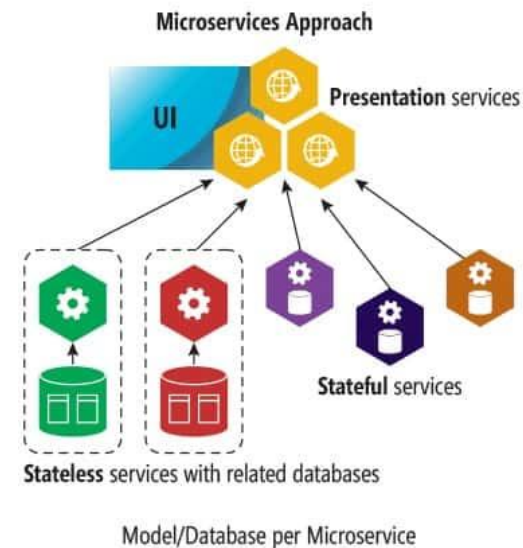 Microservices Approach
UI
Presentation services
Stateful services
Stateless services with related databases
Model/Database per Microservice